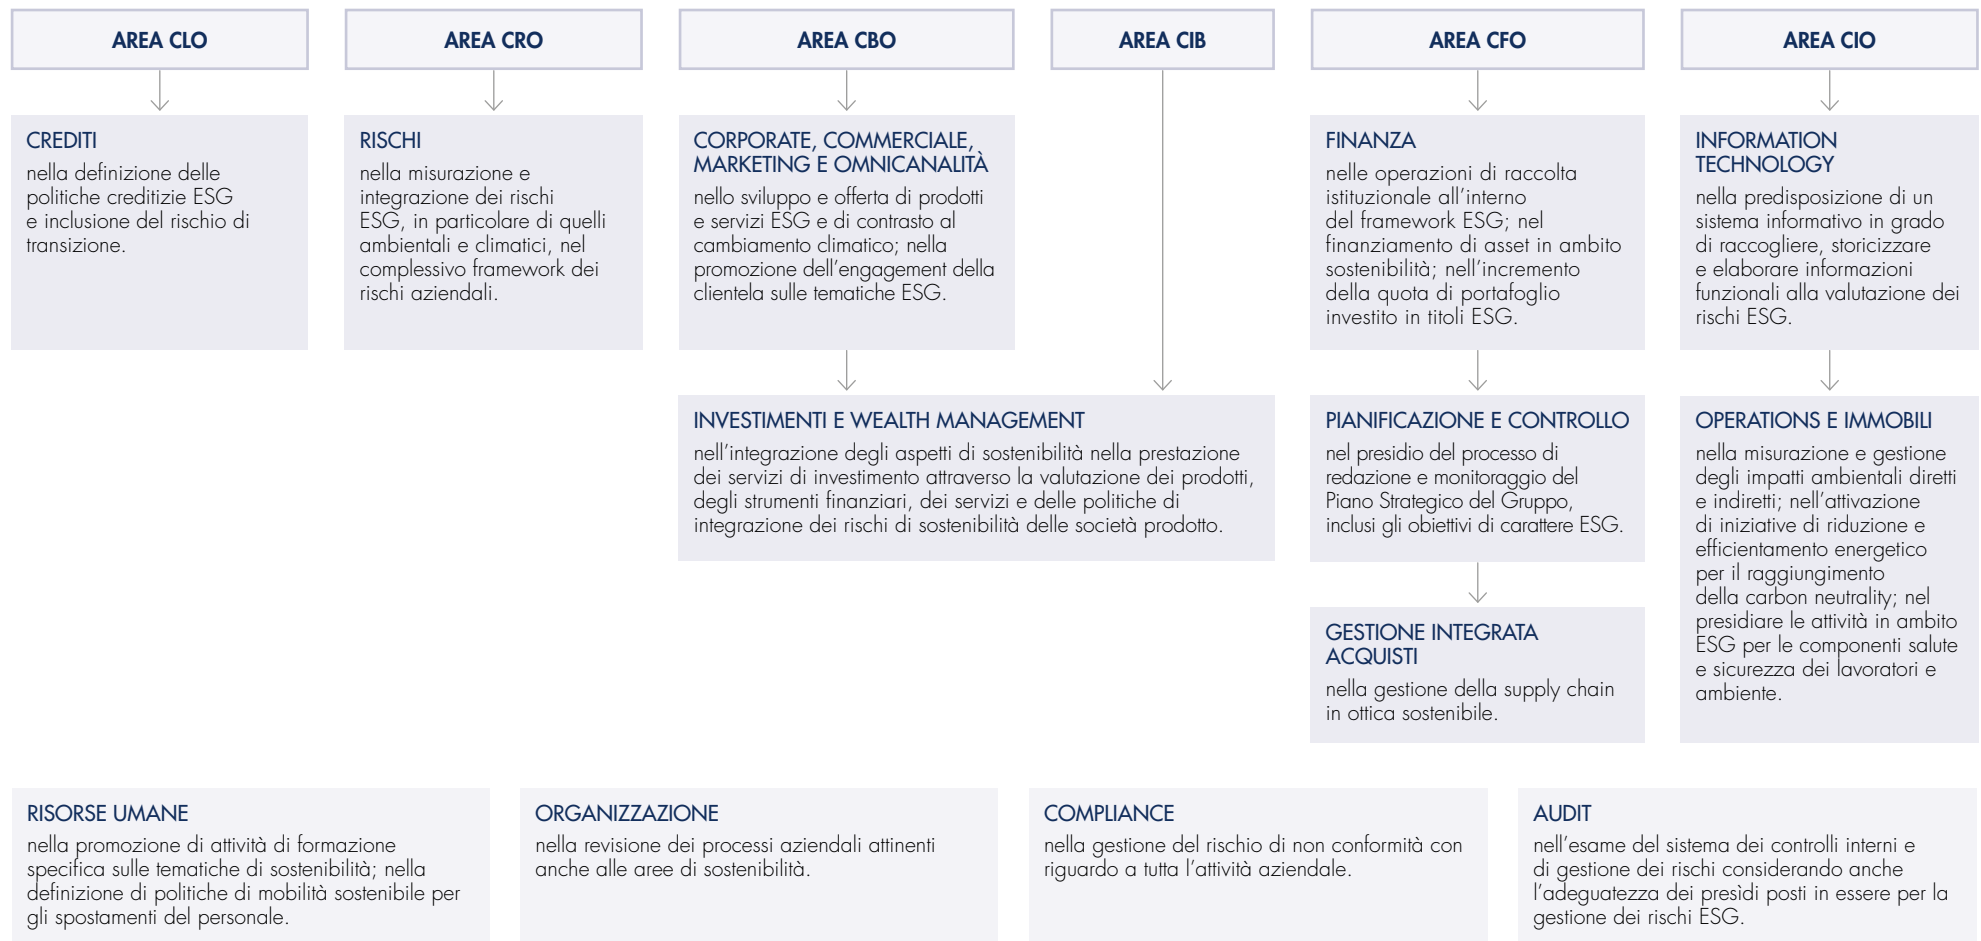 AREA CLO
AREA CRO
AREA CBO
AREA CIB
AREA CFO
AREA CIO
CREDITI
nella definizione delle
politiche creditizie ESG
e inclusione del rischio di
transizione.
RISCHI
nella misurazione e
integrazione dei rischi
ESG, in particolare di quelli
ambientali e climatici, nel
complessivo framework dei
rischi aziendali.
CORPORATE, COMMERCIALE,
MARKETING E OMNICANALITÀ
nello sviluppo e offerta di prodotti
e servizi ESG e di contrasto al
cambiamento climatico; nella
promozione dell'engagement della
clientela sulle tematiche ESG.
FINANZA
nelle operazioni di raccolta
istituzionale all'interno
del framework ESG; nel
finanziamento di asset in ambito
sostenibilità; nell'incremento
della quota di portafoglio
investito in titoli ESG.
INFORMATION
TECHNOLOGY
nella predisposizione di un
sistema informativo in grado
di raccogliere, storicizzare
e elaborare informazioni
funzionali alla valutazione dei
rischi ESG.
INVESTIMENTI E WEALTH MANAGEMENT
nell'integrazione degli aspetti di sostenibilità nella prestazione
dei servizi di investimento attraverso la valutazione dei prodotti,
degli strumenti finanziari, dei servizi e delle politiche di
integrazione dei rischi di sostenibilità delle società prodotto.
PIANIFICAZIONE E CONTROLLO
nel presidio del processo di
redazione e monitoraggio del
Piano Strategico del Gruppo,
inclusi gli obiettivi di carattere ESG.
OPERATIONS E IMMOBILI
nella misurazione e gestione
degli impatti ambientali diretti
e indiretti; nell'attivazione
di iniziative di riduzione e
efficientamento energetico
per il raggiungimento
della carbon neutrality; nel
presidiare le attività in ambito
ESG per le componenti salute
e sicurezza dei lavoratori e
ambiente.
GESTIONE INTEGRATA
ACQUISTI
nella gestione della supply chain
in ottica sostenibile.
RISORSE UMANE
nella promozione di attività di formazione
specifica sulle tematiche di sostenibilità; nella
definizione di politiche di mobilità sostenibile per
gli spostamenti del personale.
ORGANIZZAZIONE
nella revisione dei processi aziendali attinenti
anche alle aree di sostenibilità.
COMPLIANCE
nella gestione del rischio di non conformità con
riguardo a tutta l'attività aziendale.
AUDIT
nell'esame del sistema dei controlli interni e
di gestione dei rischi considerando anche
l'adeguatezza dei presìdi posti in essere per la
gestione dei rischi ESG.